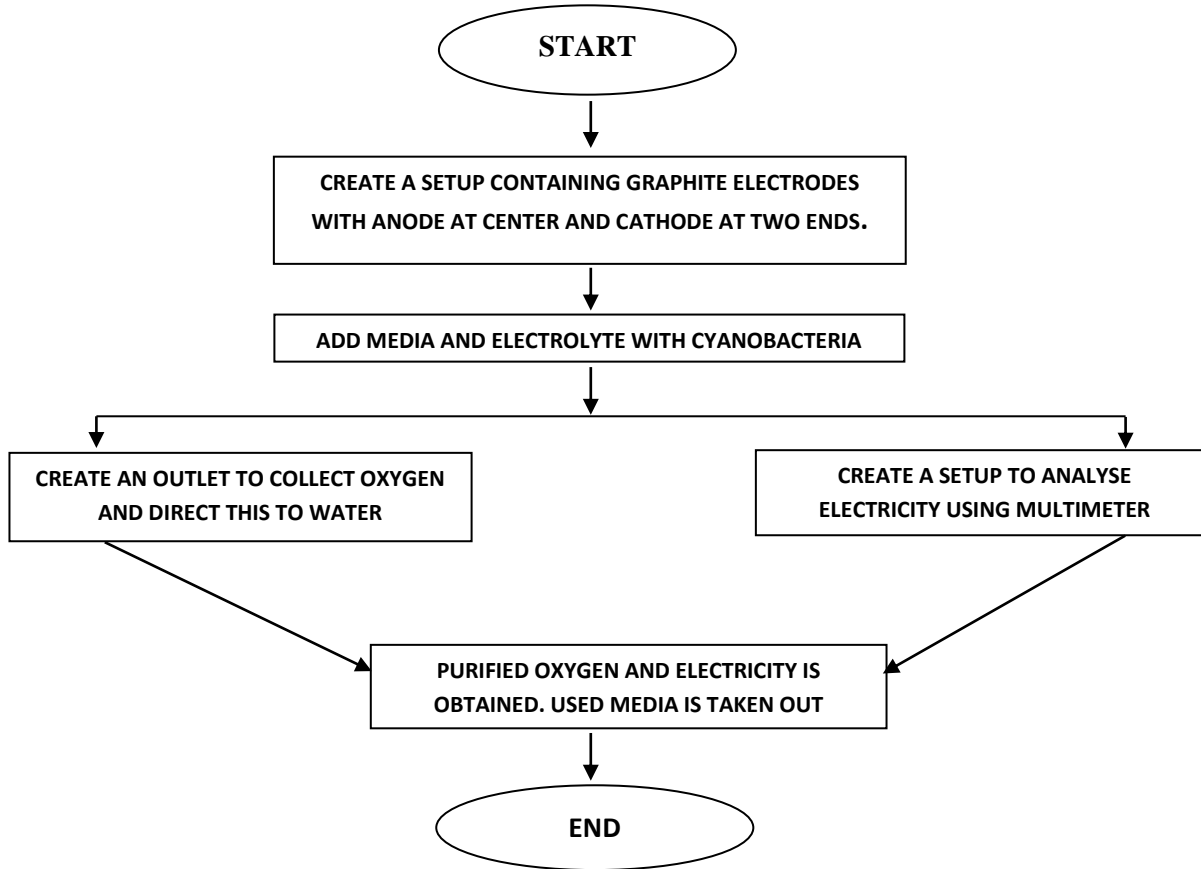 START
CREATE A SETUP CONTAINING GRAPHITE ELECTRODES
WITH ANODE AT CENTER AND CATHODE AT TWO ENDS.
ADD MEDIA AND ELECTROLYTE WITH CYANOBACTERIA
CREATE AN OUTLET TO COLLECT OXYGEN
AND DIRECT THIS TO WATER
CREATE A SETUP TO ANALYSE
ELECTRICITY USING MULTIMETER
PURIFIED OXYGEN AND ELECTRICITY IS
OBTAINED. USED MEDIA IS TAKEN OUT
END